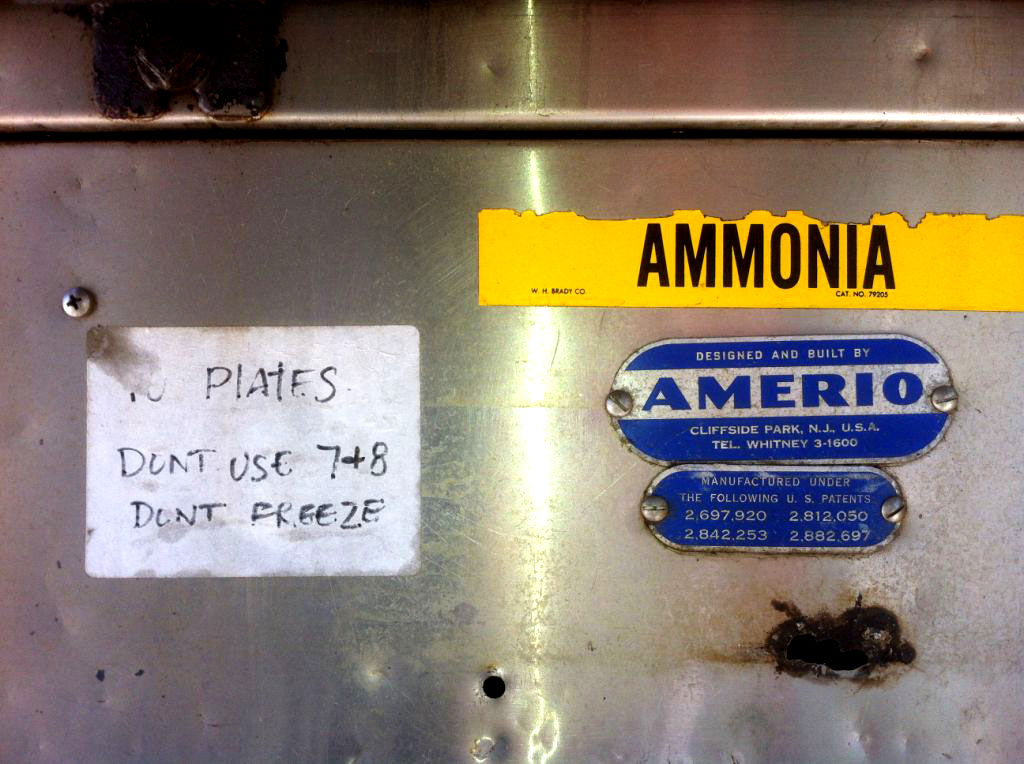 AMMONIA
W. H. BRADY CO.
CAT. NO. 79205
PLATES
DONT USE 7+8
DONT FREEZE
DESIGNED AND BUILT BY
AMERIO
CLIFFSIDE PARK, N.J., U.S.A.
TEL. WHITNEY 3-1600
MANUFACTURED UNDER
THE FOLLOWING U. S. PATENTS
2,697,920 2,812,050
2,842,253 2,882,697